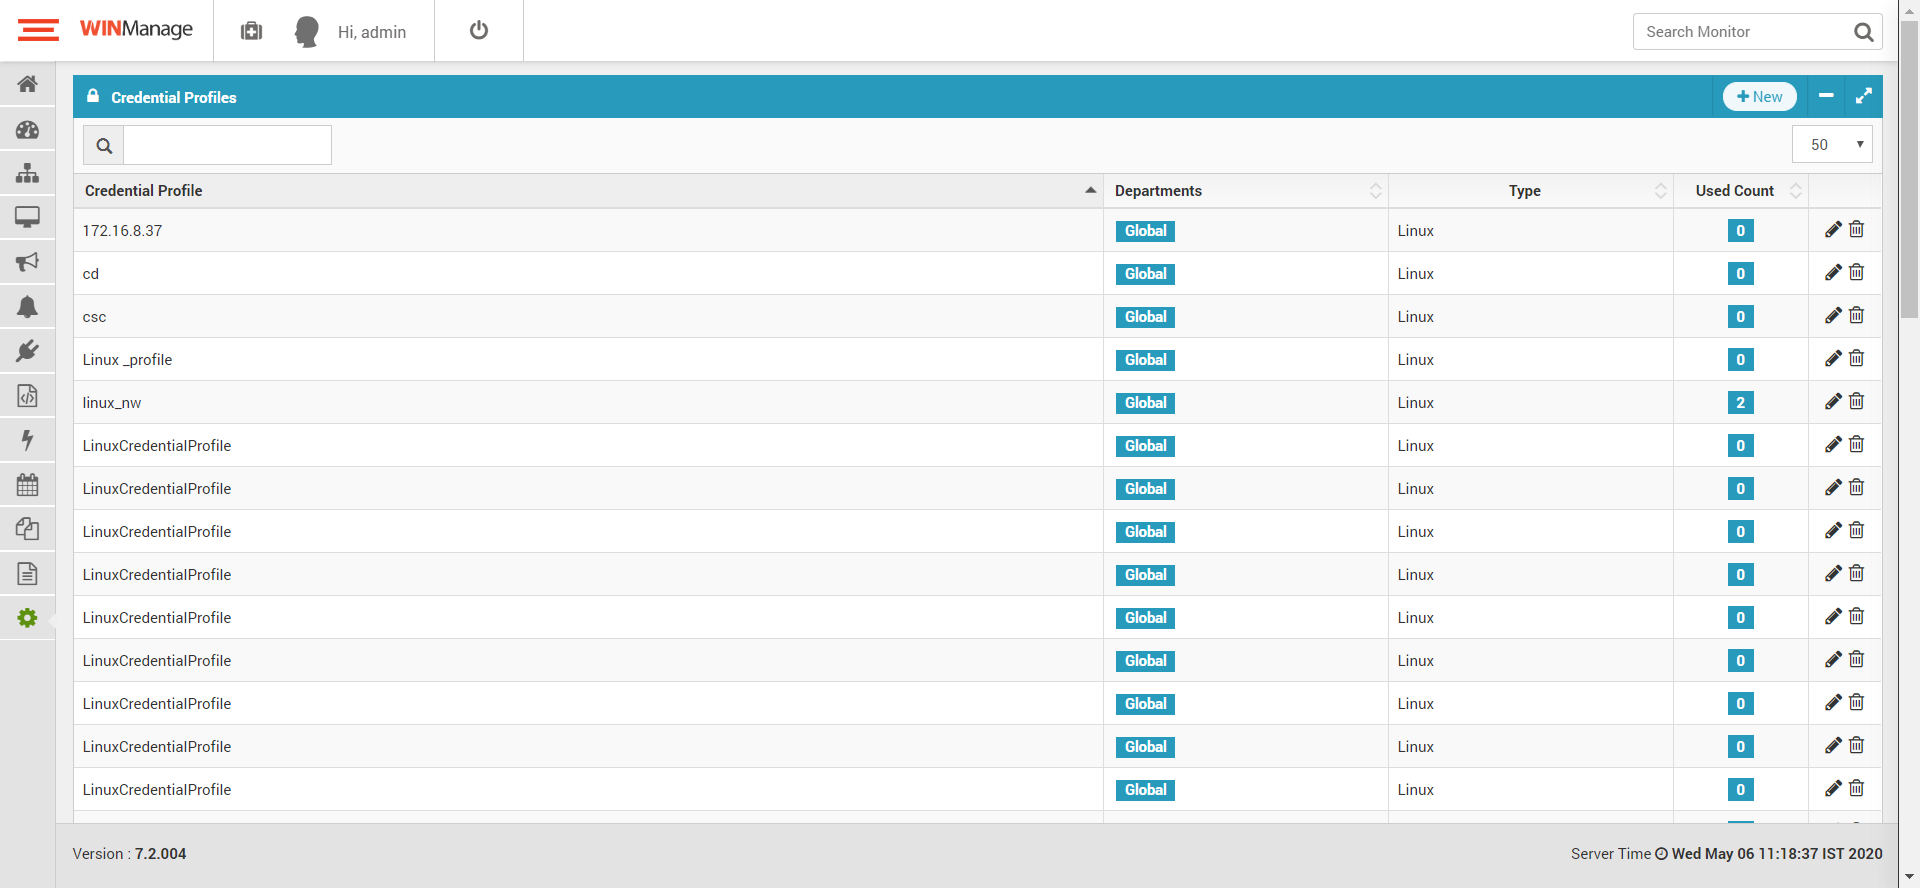 WINManage
Hi, admin
Search Monitor
Credential Profiles
New
50
Credential Profile Departments Type Used Count
172.16.8.37 Global Linux 0
cd Global Linux 0
csc Global Linux 0
Linux _profile Global Linux 0
linux_nw Global Linux 2
LinuxCredentialProfile Global Linux 0
LinuxCredentialProfile Global Linux 0
LinuxCredentialProfile Global Linux 0
LinuxCredentialProfile Global Linux 0
LinuxCredentialProfile Global Linux 0
LinuxCredentialProfile Global Linux 0
LinuxCredentialProfile Global Linux 0
LinuxCredentialProfile Global Linux 0
LinuxCredentialProfile Global Linux 0
Version : 7.2.004
Server Time Wed May 06 11:18:37 IST 2020